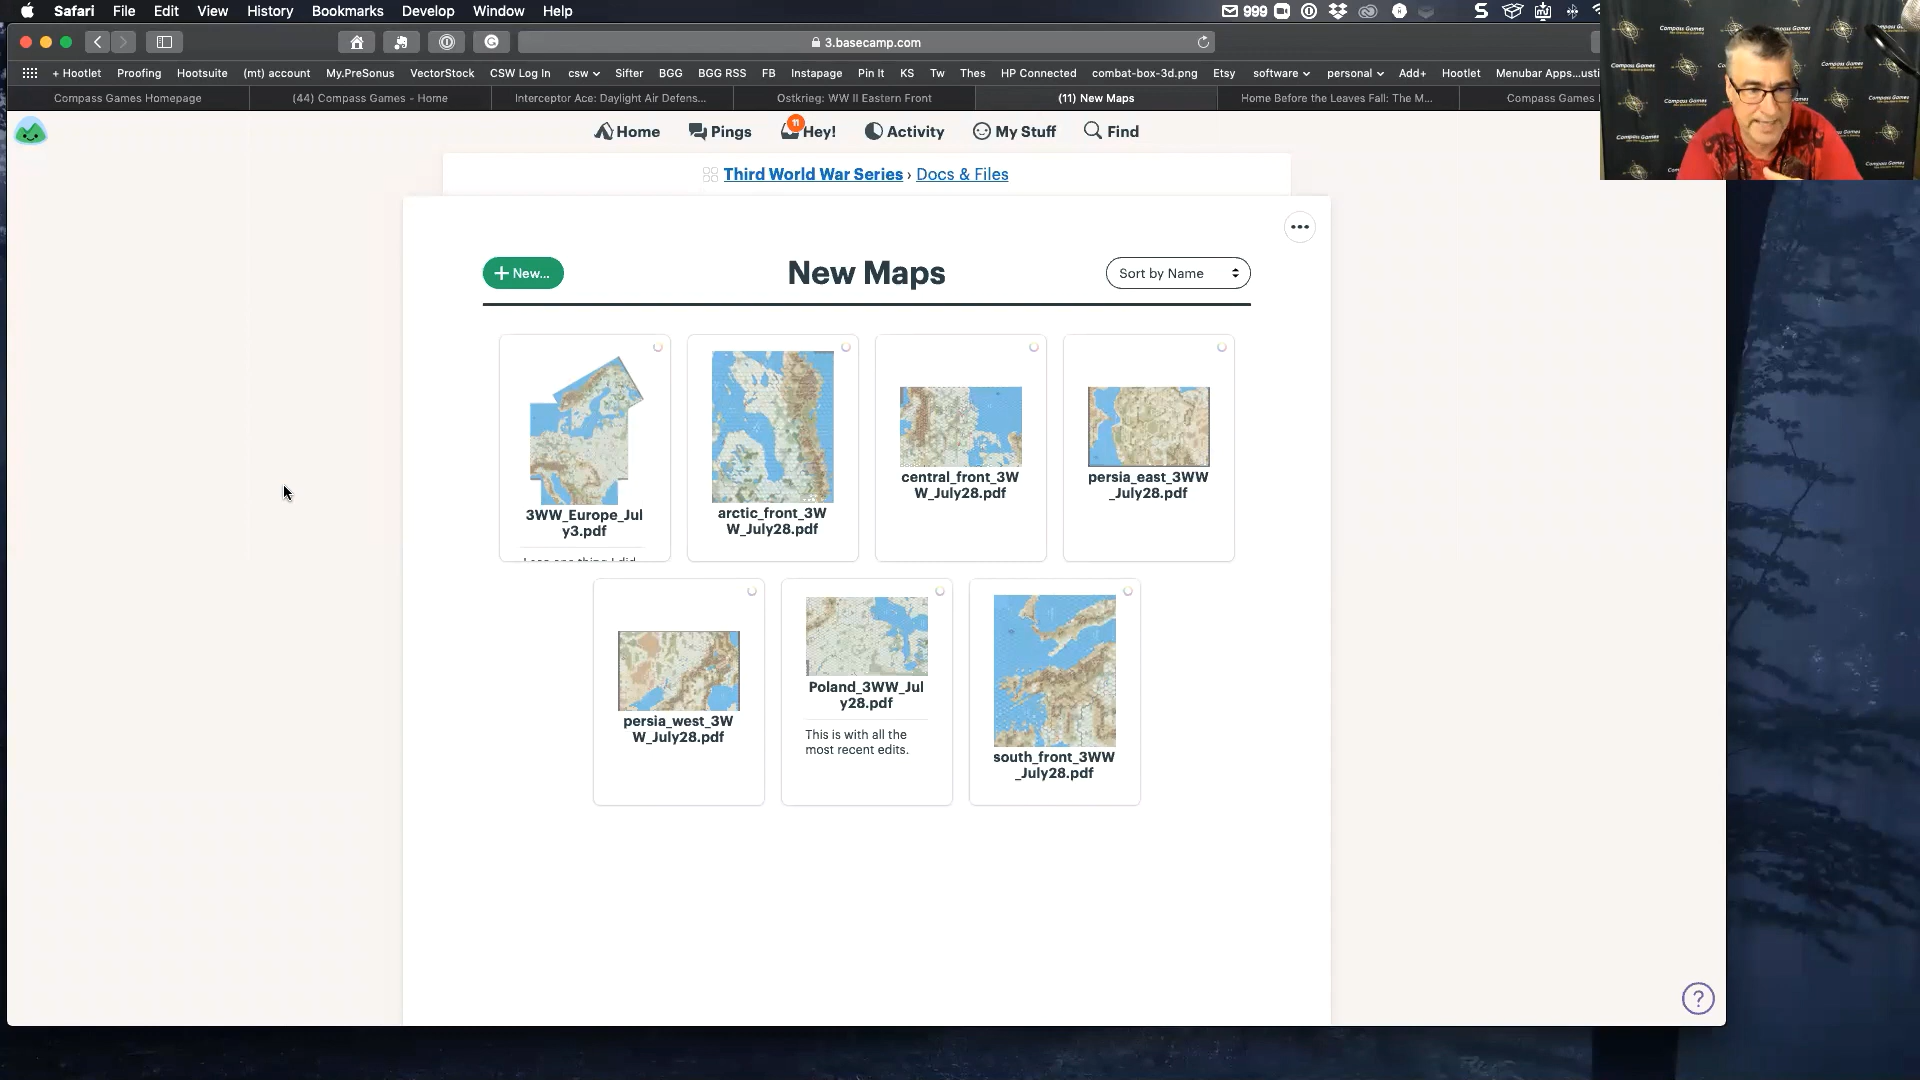 Safari File Edit View History Bookmarks Develop Window Help
999
3.basecamp.com
+ Hootlet Proofing Hootsuite (mt) account My.PreSonus VectorStock CSW Log In csw Sifter BGG BGG RSS FB Instapage Pin It KS Tw Thes HP Connected combat-box-3d.png Etsy software personal Add+ Hootlet Menubar Apps...usti
Compass Games Homepage
(44) Compass Games - Home
Interceptor Ace: Daylight Air Defens...
Ostkrieg: WW II Eastern Front
(11) New Maps
Home Before the Leaves Fall: The M...
Compass Games
Home Pings 11 Hey! Activity My Stuff Find
Third World War Series › Docs & Files
+ New...
New Maps
Sort by Name
3WW_Europe_Jul
y3.pdf
arctic_front_3W
W_July28.pdf
central_front_3W
W_July28.pdf
persia_east_3WW
_July28.pdf
persia_west_3W
W_July28.pdf
Poland_3WW_Jul
y28.pdf
This is with all the
most recent edits.
south_front_3WW
_July28.pdf
?